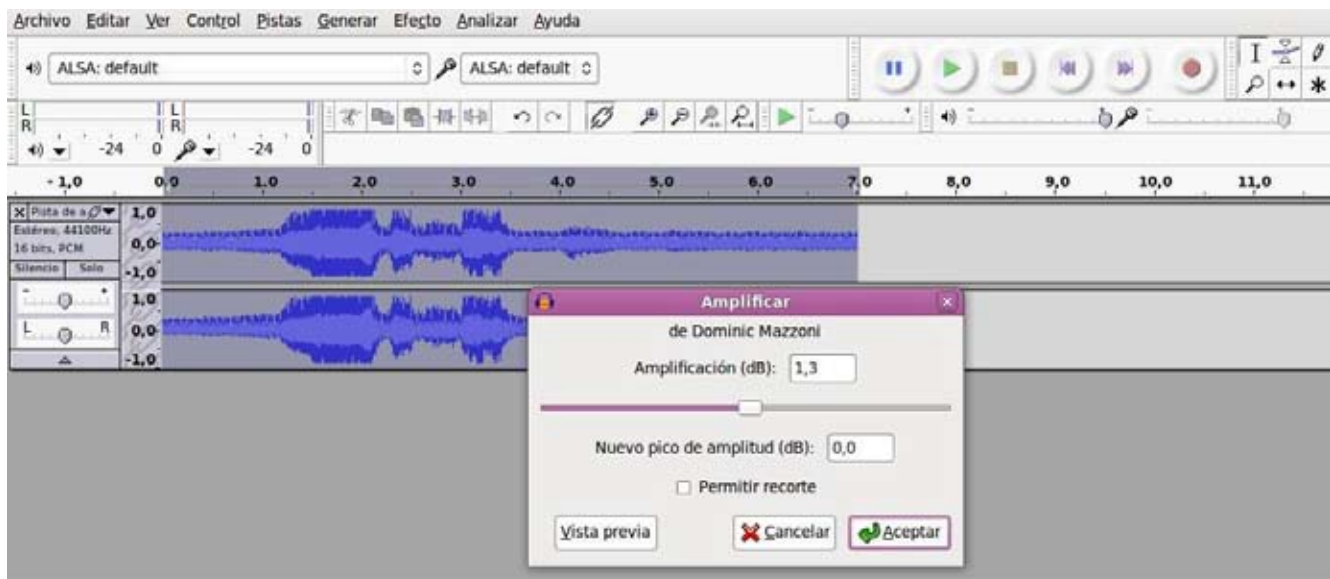 Archivo Editar Ver Control Pistas Generar Efecto Analizar Ayuda
ALSA: default ALSA: default
L L
R R
-24 0 -24 0
- 1,0 0,0 1,0 2,0 3,0 4,0 5,0 6,0 7,0 8,0 9,0 10,0 11,0
X Pista de a 1,0
Estéreo, 44100Hz
16 bits, PCM 0,0
Silencio Solo -1,0
- + 1,0
L R 0,0
-1,0
Amplificar
de Dominic Mazzoni
Amplificación (dB): 1,3
Nuevo pico de amplitud (dB): 0,0
Permitir recorte
Vista previa Cancelar Aceptar